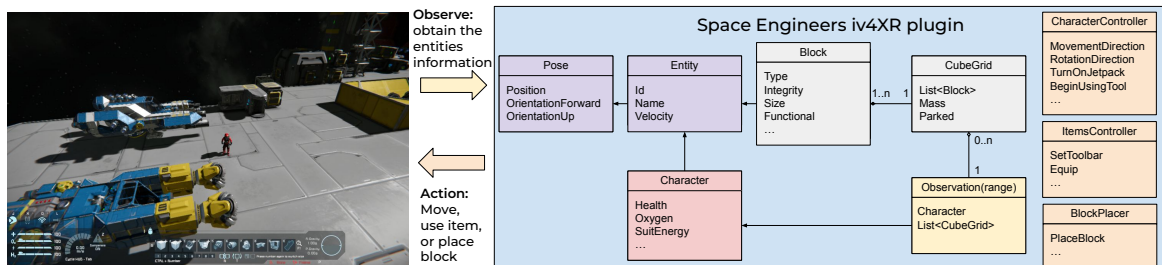 Observe:
obtain the
entities
information
Action:
Move,
use item,
or place
block
Space Engineers iv4XR plugin
Pose
Position
OrientationForward
OrientationUp
Entity
Id
Name
Velocity
Block
Type
Integrity
Size
Functional
...
1..n
1
CubeGrid
List<Block>
Mass
Parked
0..n
1
Character
Health
Oxygen
SuitEnergy
...
Observation(range)
Character
List<CubeGrid>
CharacterController
MovementDirection
RotationDirection
TurnOnJetpack
BeginUsingTool
...
ItemsController
SetToolbar
Equip
...
BlockPlacer
PlaceBlock
...